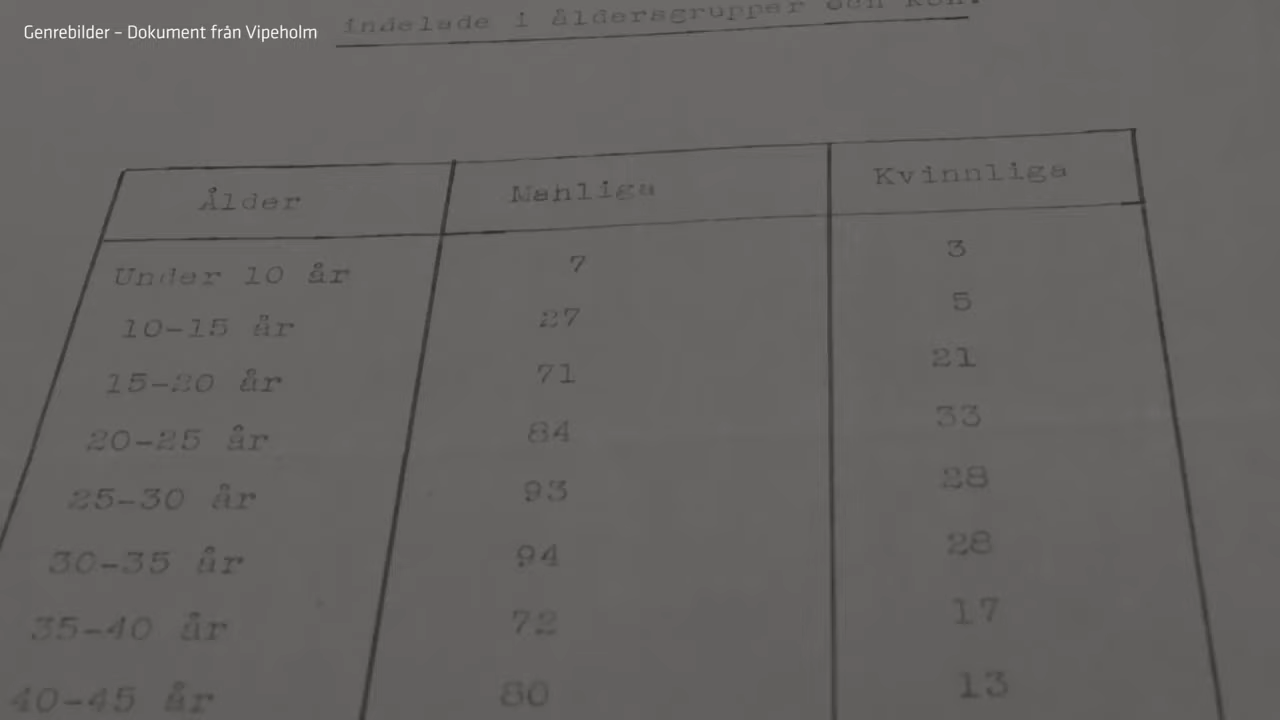 Genrebilder – Dokument från Vipeholm
indelade i åldersgrupper och kön.
Ålder Manliga Kvinnliga
Under 10 år 7 3
10-15 år 27 5
15-20 år 71 21
20-25 år 84 33
25-30 år 93 28
30-35 år 94 28
35-40 år 72 17
40-45 år 80 13